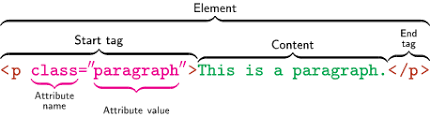 Element
Start tag
Content
End
tag
<p class="paragraph">This is a paragraph.</p>
Attribute
name
Attribute value